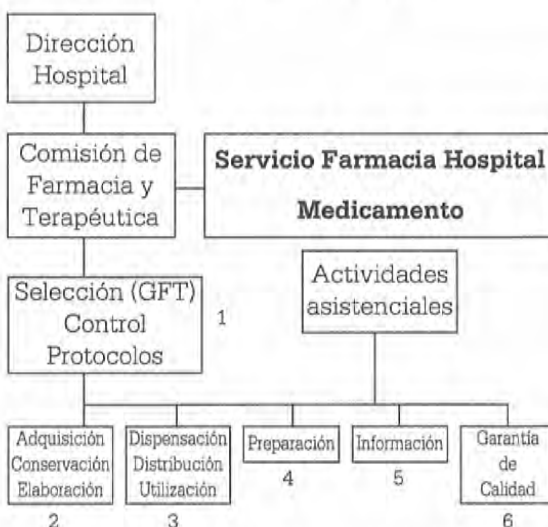 Dirección
Hospital
Comisión de
Farmacia y
Terapéutica
Servicio Farmacia Hospital
Medicamento
Selección (GFT)
Control
Protocolos
1
Actividades
asistenciales
Adquisición
Conservación
Elaboración
2
Dispensación
Distribución
Utilización
3
Preparación
4
Información
5
Garantía
de
Calidad
6